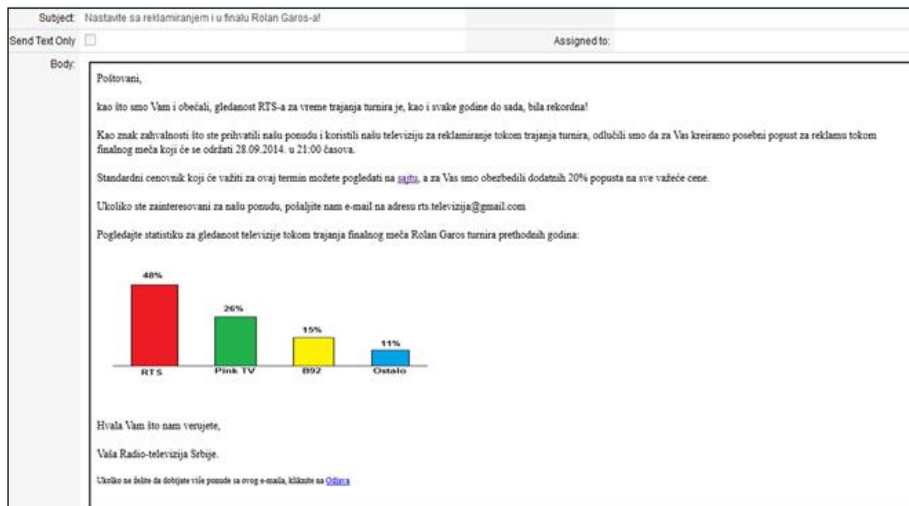 Subject: Nastavite sa reklamiranjem i u finalu Rolan Garos-a!
Send Text Only Assigned to:
Body:
Poštovani,
kao što smo Vam i obećali, gledanost RTS-a za vreme trajanja turnira je, kao i svake godine do sada, bila rekordna!
Kao znak zahvalnosti što ste prihvatili našu ponudu i koristili našu televiziju za reklamiranje tokom trajanja turnira, odlučili smo da za Vas kreiramo posebni popust za reklamu tokom
finalnog meča koji će se održati 28.09.2014. u 21:00 časova.
Standardni cenovnik koji će važiti za ovaj termin možete pogledati na sajtu, a za Vas smo obezbedili dodatnih 20% popusta na sve važeće cene.
Ukoliko ste zainteresovani za našu ponudu, pošaljite nam e-mail na adresu rts.televizija@gmail.com
Pogledajte statistiku za gledanost televizije tokom trajanja finalnog meča Rolan Garos turnira prethodnih godina:
48%
26%
15%
11%
RTS Pink TV B92 Ostalo
Hvala Vam što nam verujete,
Vaša Radio-televizija Srbije.
Ukoliko ne želite da dobijate više ponude sa ovog e-maila, kliknite na Odjava